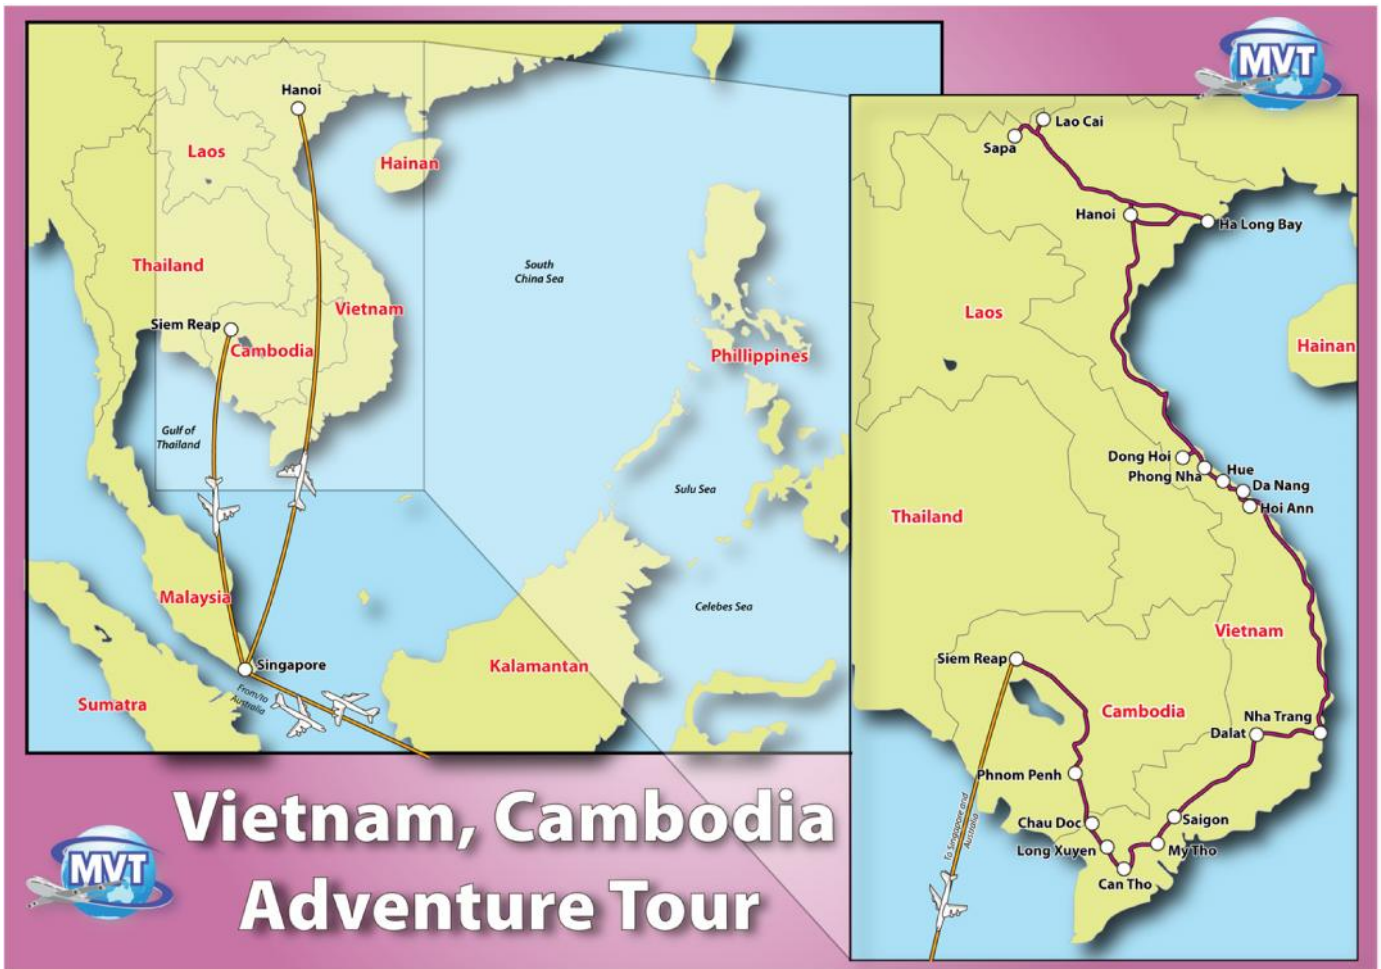 MVT
Hanoi
Laos
Hainan
Thailand
South
China Sea
Siem Reap
Vietnam
Cambodia
Phillippines
Gulf of
Thailand
Sulu Sea
Malaysia
Celebes Sea
Singapore
Kalamantan
From/to
Australia
Sumatra
Lao Cai
Sapa
Hanoi
Ha Long Bay
Laos
Hainan
Dong Hoi
Phong Nha
Hue
Da Nang
Hoi Ann
Thailand
Vietnam
Siem Reap
Cambodia
Nha Trang
Dalat
Phnom Penh
To Singapore and
Australia
Chau Doc
Saigon
Long Xuyen
My Tho
Can Tho
Vietnam, Cambodia
Adventure Tour
MVT